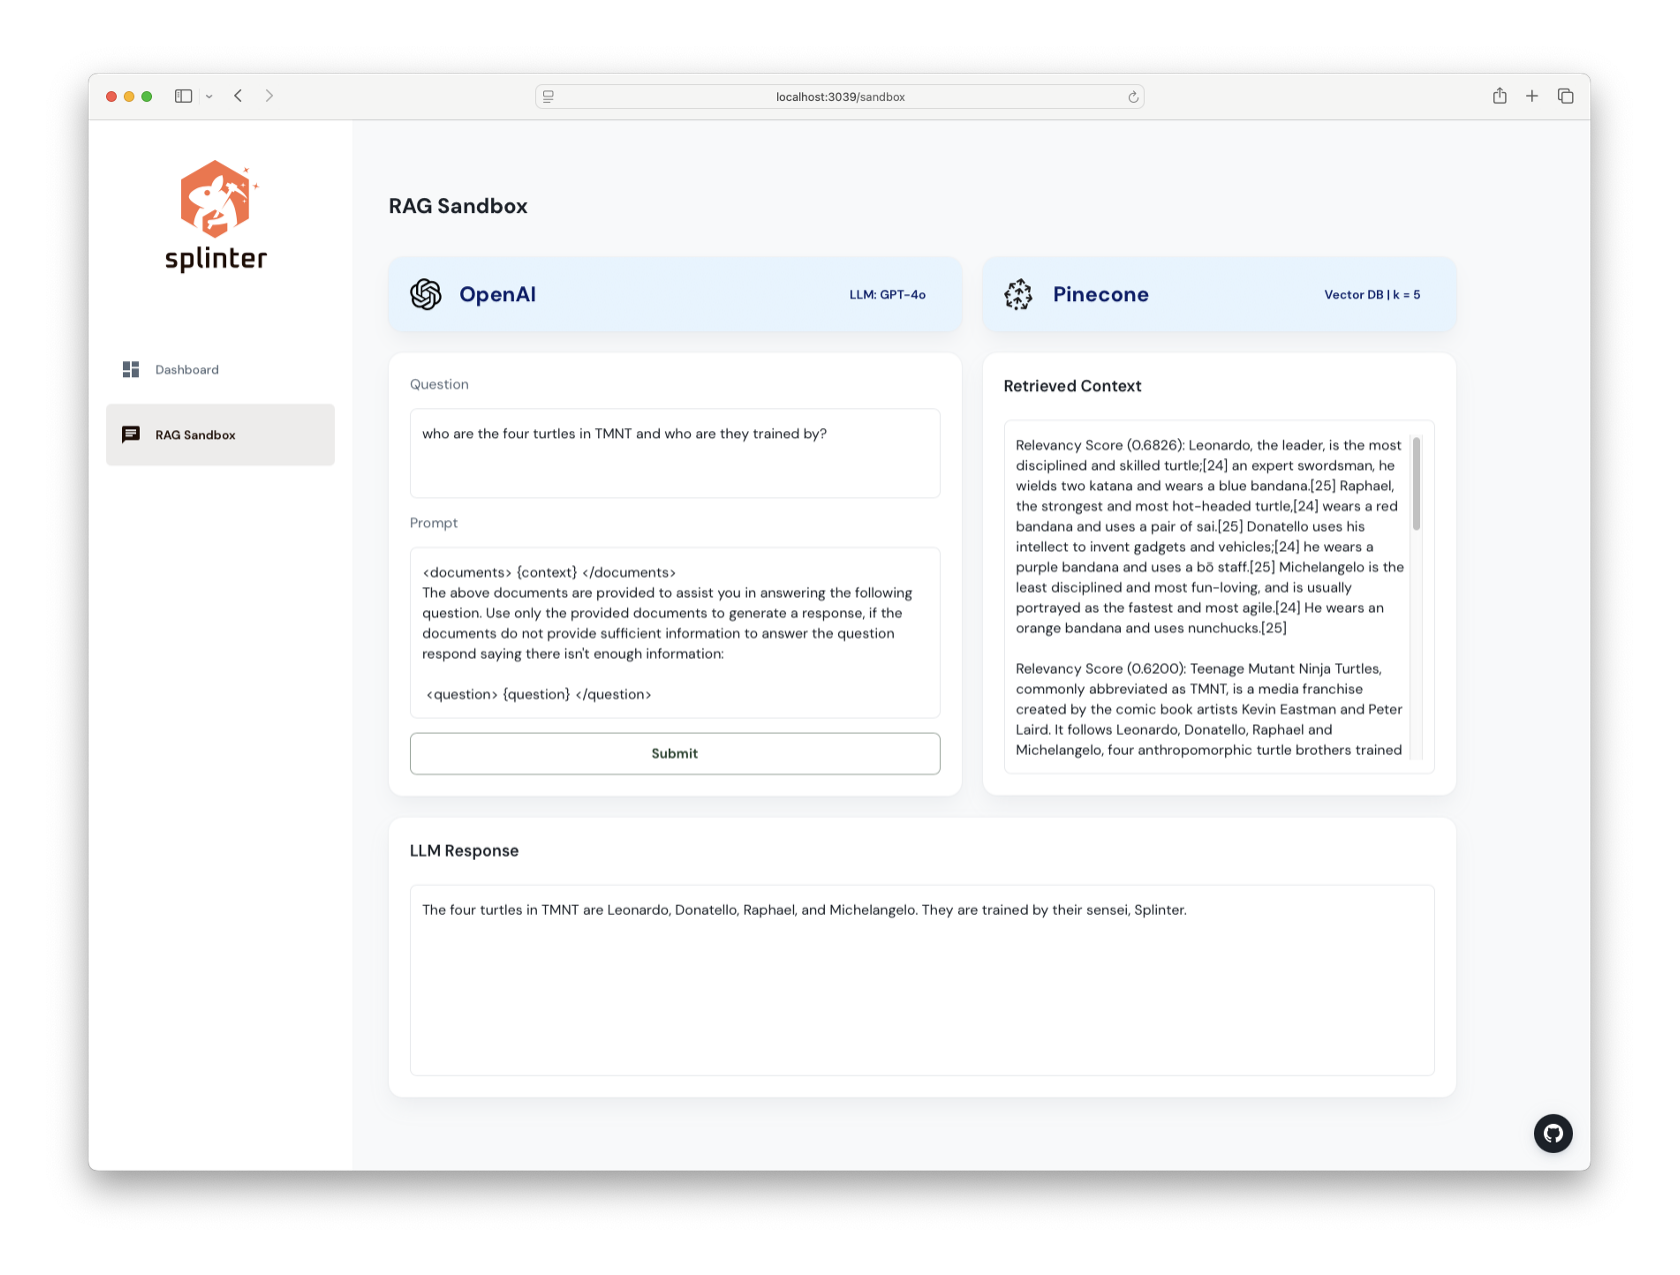 localhost:3039/sandbox
splinter
Dashboard
RAG Sandbox
RAG Sandbox
OpenAI
LLM: GPT-4o
Pinecone
Vector DB | k = 5
Question
who are the four turtles in TMNT and who are they trained by?
Prompt
<documents> {context} </documents>
The above documents are provided to assist you in answering the following
question. Use only the provided documents to generate a response, if the
documents do not provide sufficient information to answer the question
respond saying there isn't enough information:
<question> {question} </question>
Submit
Retrieved Context
Relevancy Score (0.6826): Leonardo, the leader, is the most
disciplined and skilled turtle;[24] an expert swordsman, he
wields two katana and wears a blue bandana.[25] Raphael,
the strongest and most hot-headed turtle,[24] wears a red
bandana and uses a pair of sai.[25] Donatello uses his
intellect to invent gadgets and vehicles;[24] he wears a
purple bandana and uses a bō staff.[25] Michelangelo is the
least disciplined and most fun-loving, and is usually
portrayed as the fastest and most agile.[24] He wears an
orange bandana and uses nunchucks.[25]
Relevancy Score (0.6200): Teenage Mutant Ninja Turtles,
commonly abbreviated as TMNT, is a media franchise
created by the comic book artists Kevin Eastman and Peter
Laird. It follows Leonardo, Donatello, Raphael and
Michelangelo, four anthropomorphic turtle brothers trained
LLM Response
The four turtles in TMNT are Leonardo, Donatello, Raphael, and Michelangelo. They are trained by their sensei, Splinter.